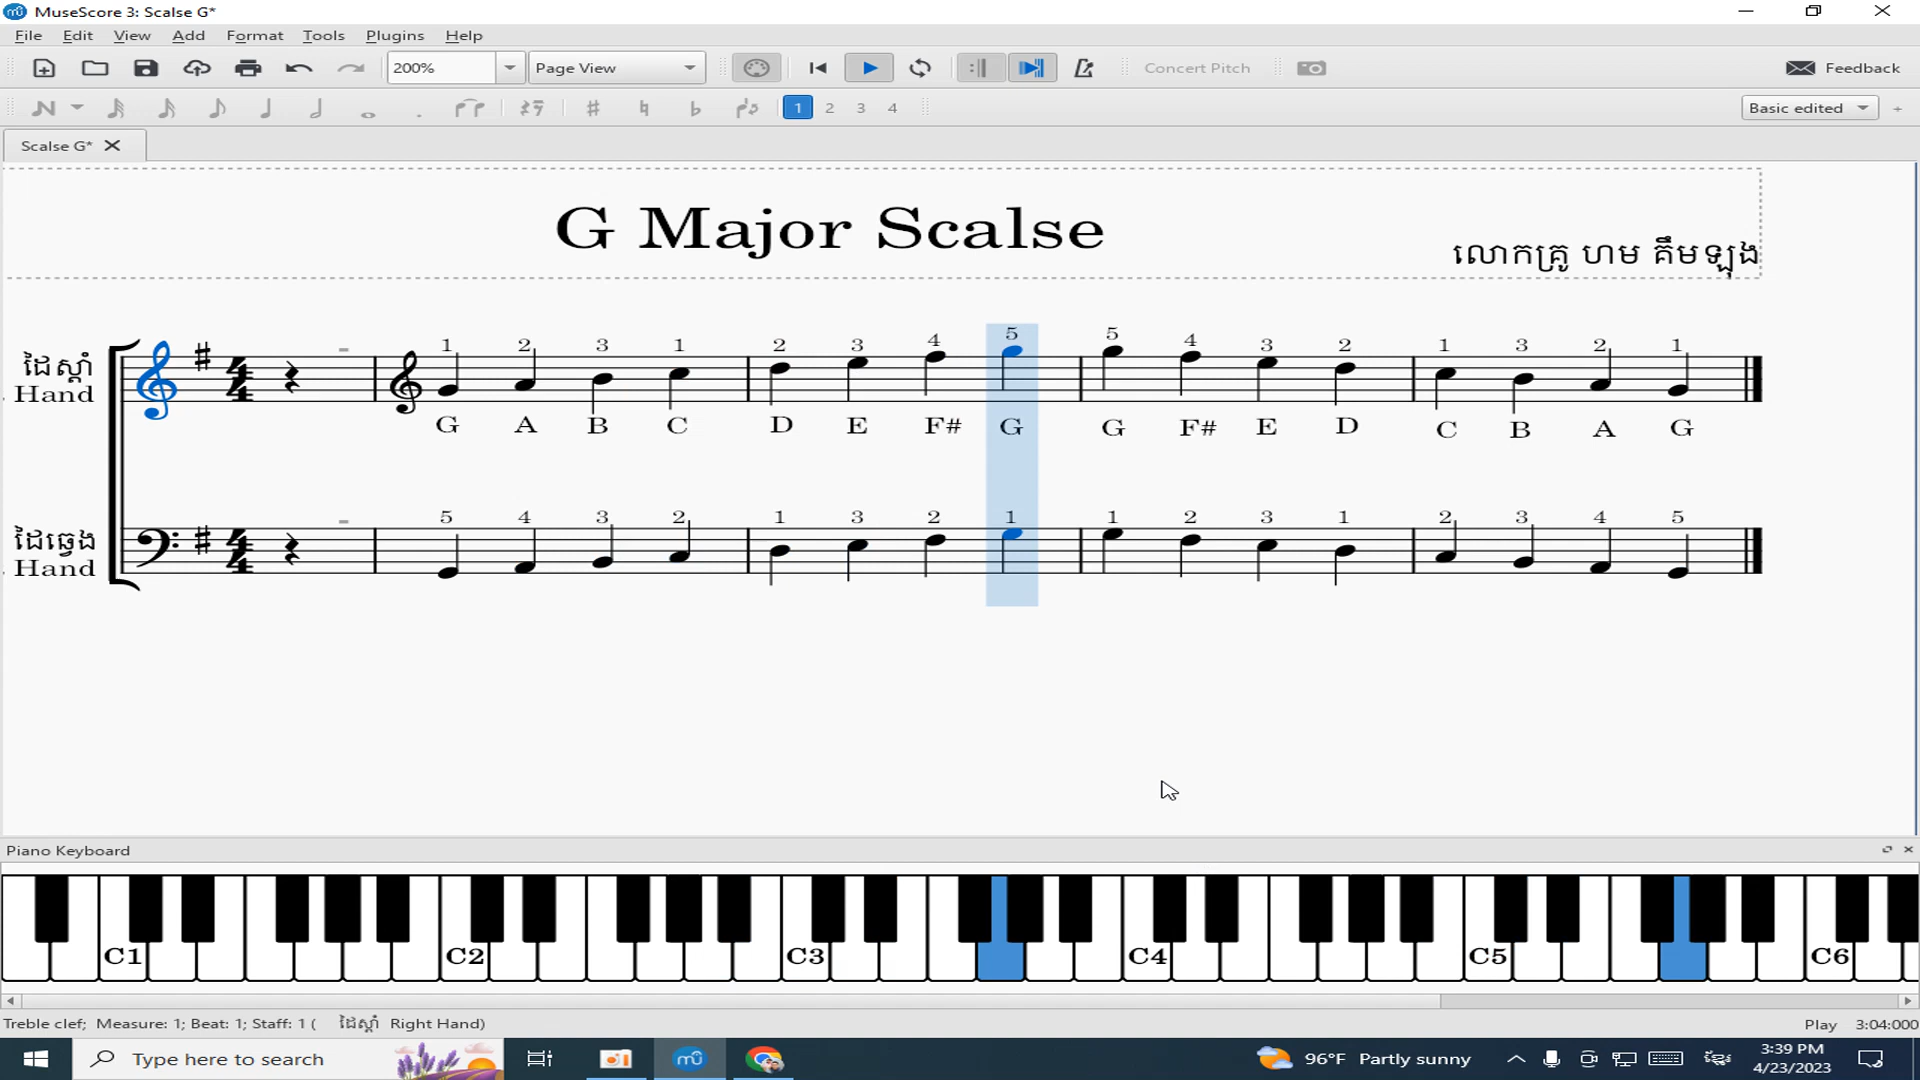 MuseScore 3: Scalse G*
File Edit View Add Format Tools Plugins Help
200% Page View Concert Pitch Feedback
1 2 3 4 Basic edited
Scalse G*
G Major Scalse
លោកគ្រូ ហម គឹមឡុង
1 2 3 1 2 3 4 5 5 4 3 2 1 3 2 1
ដៃស្តាំ
Hand
G A B C D E F# G G F# E D C B A G
5 4 3 2 1 3 2 1 1 2 3 1 2 3 4 5
ដៃឆ្វេង
Hand
Piano Keyboard
C1 C2 C3 C4 C5 C6
Treble clef; Measure: 1; Beat: 1; Staff: 1 ( ដៃស្តាំ Right Hand)
Play 3:04:000
Type here to search
96°F Partly sunny
3:39 PM
4/23/2023